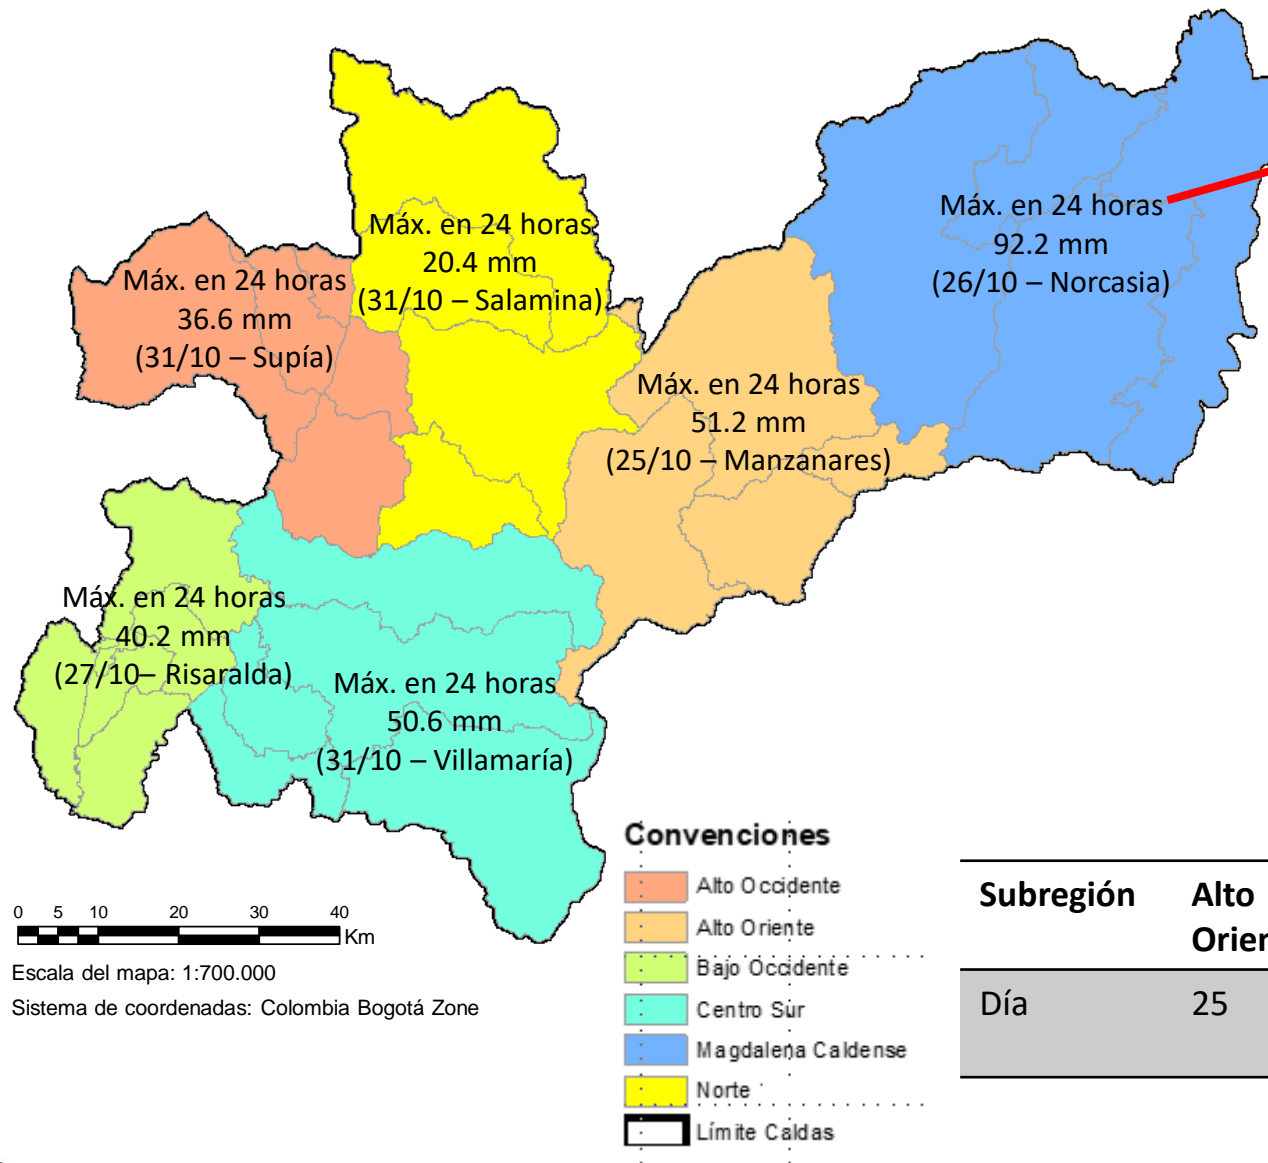 Máx. en 24 horas
20.4 mm
(31/10 – Salamina)
Máx. en 24 horas
92.2 mm
(26/10 – Norcasia)
Máx. en 24 horas
36.6 mm
(31/10 – Supía)
Máx. en 24 horas
51.2 mm
(25/10 – Manzanares)
Máx. en 24 horas
40.2 mm
(27/10– Risaralda)
Máx. en 24 horas
50.6 mm
(31/10 – Villamaría)
0 5 10 20 30 40
Km
Escala del mapa: 1:700.000
Sistema de coordenadas: Colombia Bogotá Zone
Convenciones
Alto Occidente
Alto Oriente
Bajo Occidente
Centro Sur
Magdalena Caldense
Norte
Límite Caldas
Subregión Alto
Orien
Día 25